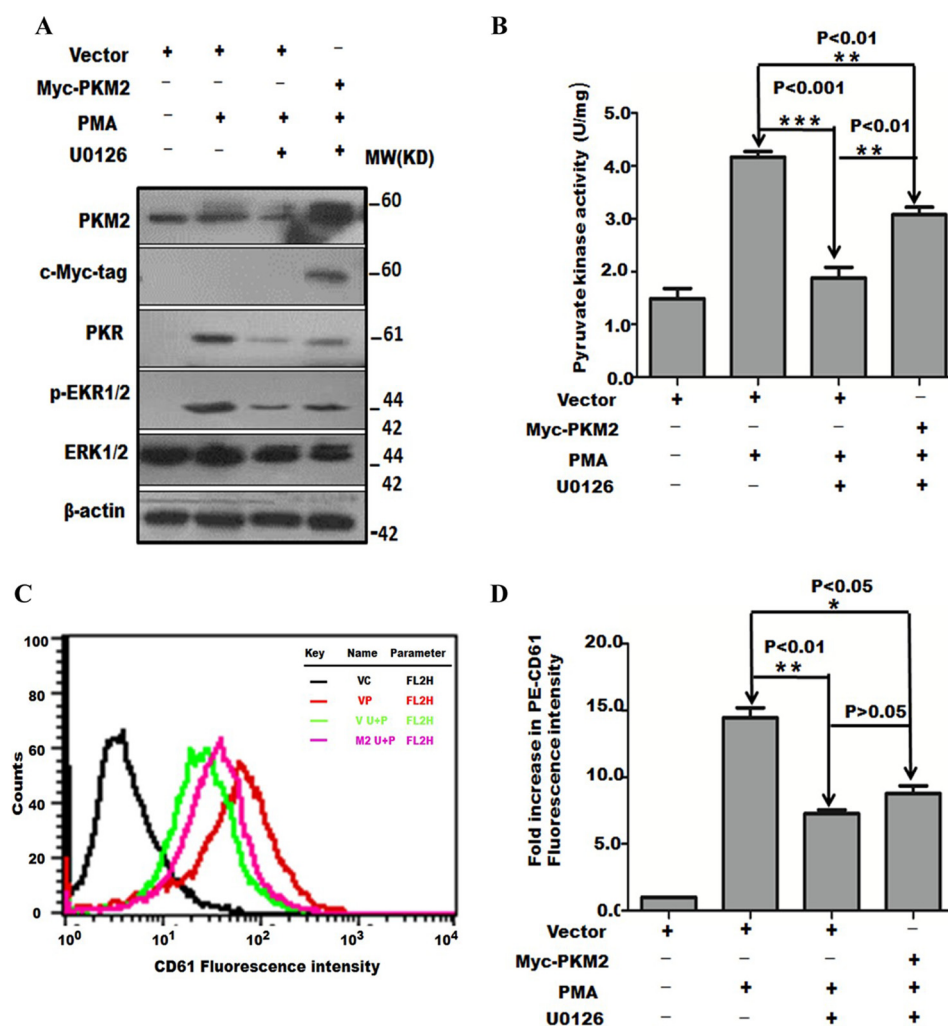 A
Vector + + + –
Myc-PKM2 – – – +
PMA – + + +
U0126 – – + + MW(KD)
PKM2 –60
c-Myc-tag –60
PKR –61
p-EKR1/2 –44
42
ERK1/2 –44
42
β-actin -42
B
P<0.01
**
P<0.001
*** P<0.01
**
Pyruvate kinase activity (U/mg)
5.0
4.0
3.0
2.0
1.0
0.0
Vector + + + –
Myc-PKM2 – – – +
PMA – + + +
U0126 – – + +
C
Counts
100
80
60
40
20
0
Key Name Parameter
VC FL2H
VP FL2H
V U+P FL2H
M2 U+P FL2H
10⁰ 10¹ 10² 10³ 10⁴
CD61 Fluorescence intensity
D
P<0.05
*
P<0.01
**
P>0.05
Fold increase in PE-CD61
Fluorescence intensity
20.0
15.0
10.0
5.0
Vector + + + –
Myc-PKM2 – – – +
PMA – + + +
U0126 – – + +